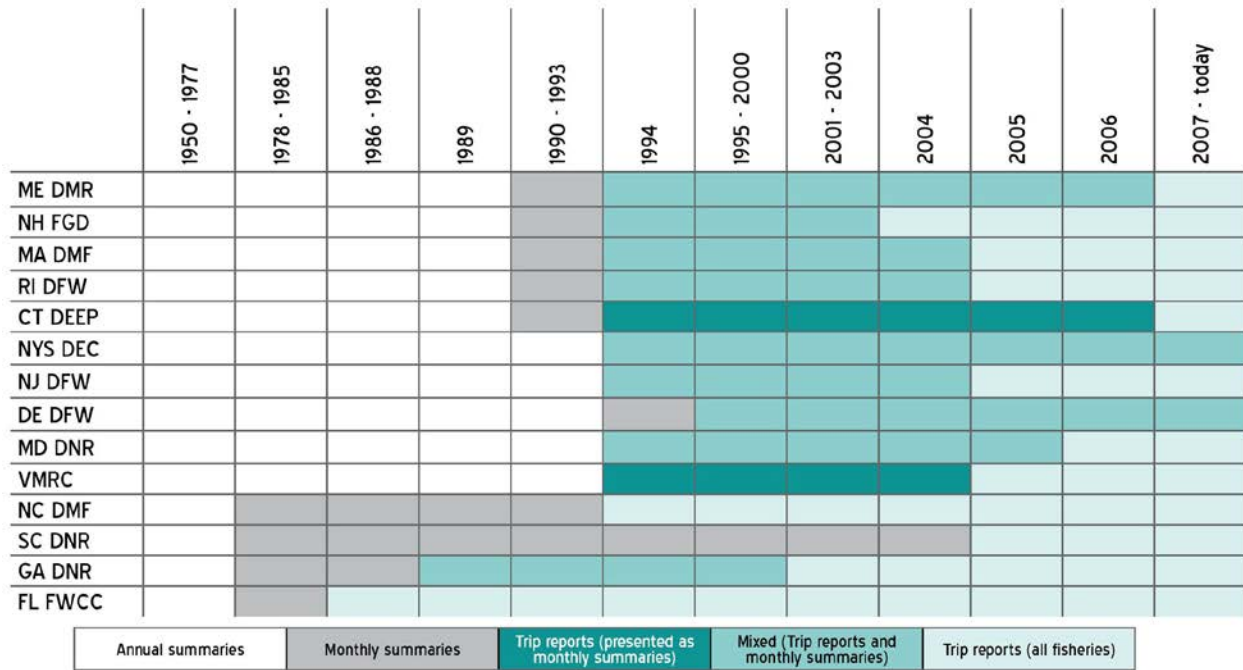 1950 - 1977
1978 - 1985
1986 - 1988
1989
1990 - 1993
1994
1995 - 2000
2001 - 2003
2004
2005
2006
2007 - today
ME DMR
NH FGD
MA DMF
RI DFW
CT DEEP
NYS DEC
NJ DFW
DE DFW
MD DNR
VMRC
NC DMF
SC DNR
GA DNR
FL FWCC
Annual summaries
Monthly summaries
Trip reports (presented as
monthly summaries)
Mixed (Trip reports and
monthly summaries)
Trip reports (all fisheries)